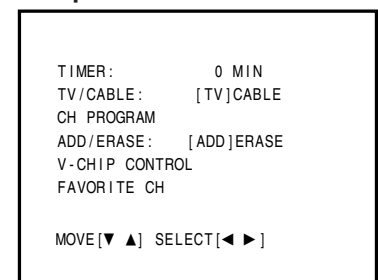 TIMER: 0 MIN
TV/CABLE: [TV]CABLE
CH PROGRAM
ADD/ERASE: [ADD]ERASE
V-CHIP CONTROL
FAVORITE CH
MOVE[▼ ▲] SELECT[◄ ►]